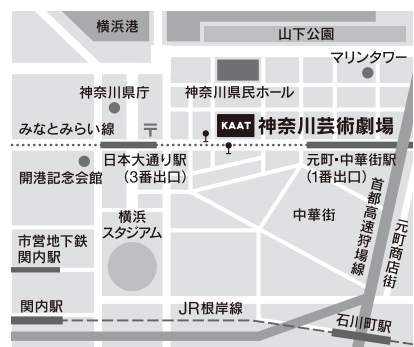 横浜港
山下公園
マリンタワー
神奈川県庁
神奈川県民ホール
みなとみらい線
〒
KAAT 神奈川芸術劇場
日本大通り駅
(3番出口)
元町・中華街駅
(1番出口)
開港記念会館
横浜
スタジアム
中華街
首都高速狩場線
元町商店街
市営地下鉄
関内駅
関内駅
JR根岸線
石川町駅